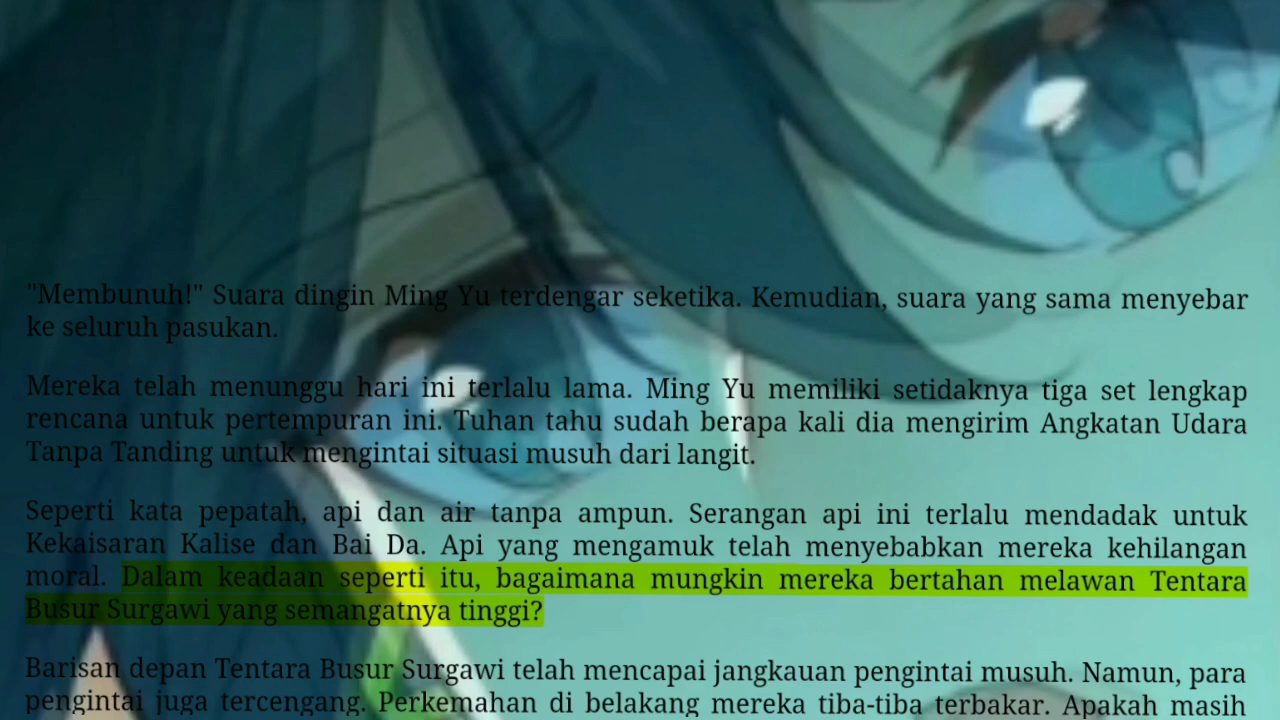 "Membunuh!" Suara dingin Ming Yu terdengar seketika. Kemudian, suara yang sama menyebar
ke seluruh pasukan.
Mereka telah menunggu hari ini terlalu lama. Ming Yu memiliki setidaknya tiga set lengkap
rencana untuk pertempuran ini. Tuhan tahu sudah berapa kali dia mengirim Angkatan Udara
Tanpa Tanding untuk mengintai situasi musuh dari langit.
Seperti kata pepatah, api dan air tanpa ampun. Serangan api ini terlalu mendadak untuk
Kekaisaran Kalise dan Bai Da. Api yang mengamuk telah menyebabkan mereka kehilangan
moral. Dalam keadaan seperti itu, bagaimana mungkin mereka bertahan melawan Tentara
Busur Surgawi yang semangatnya tinggi?
Barisan depan Tentara Busur Surgawi telah mencapai jangkauan pengintai musuh. Namun, para
pengintai juga tercengang. Perkemahan di belakang mereka tiba-tiba terbakar. Apakah masih